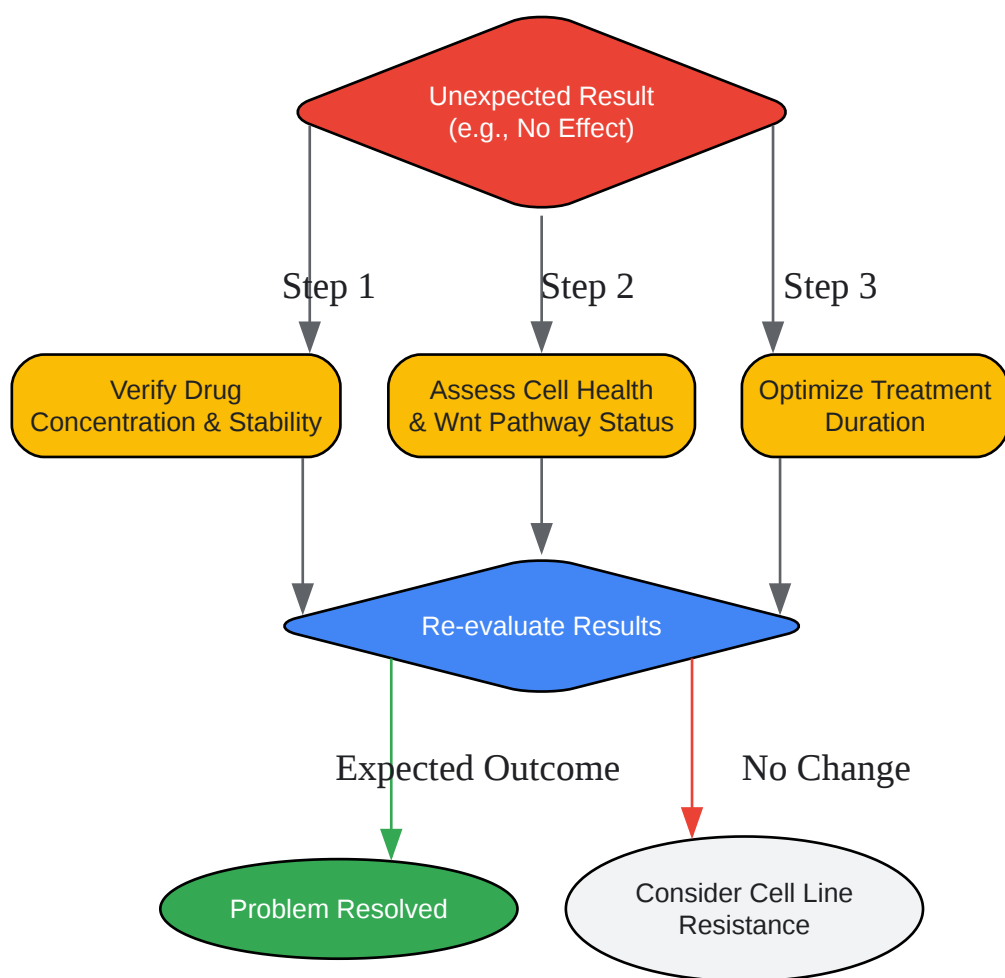 Unexpected Result
(e.g., No Effect)
Step 1
Step 2
Step 3
Verify Drug
Concentration & Stability
Assess Cell Health
& Wnt Pathway Status
Optimize Treatment
Duration
Re-evaluate Results
Expected Outcome
No Change
Problem Resolved
Consider Cell Line
Resistance